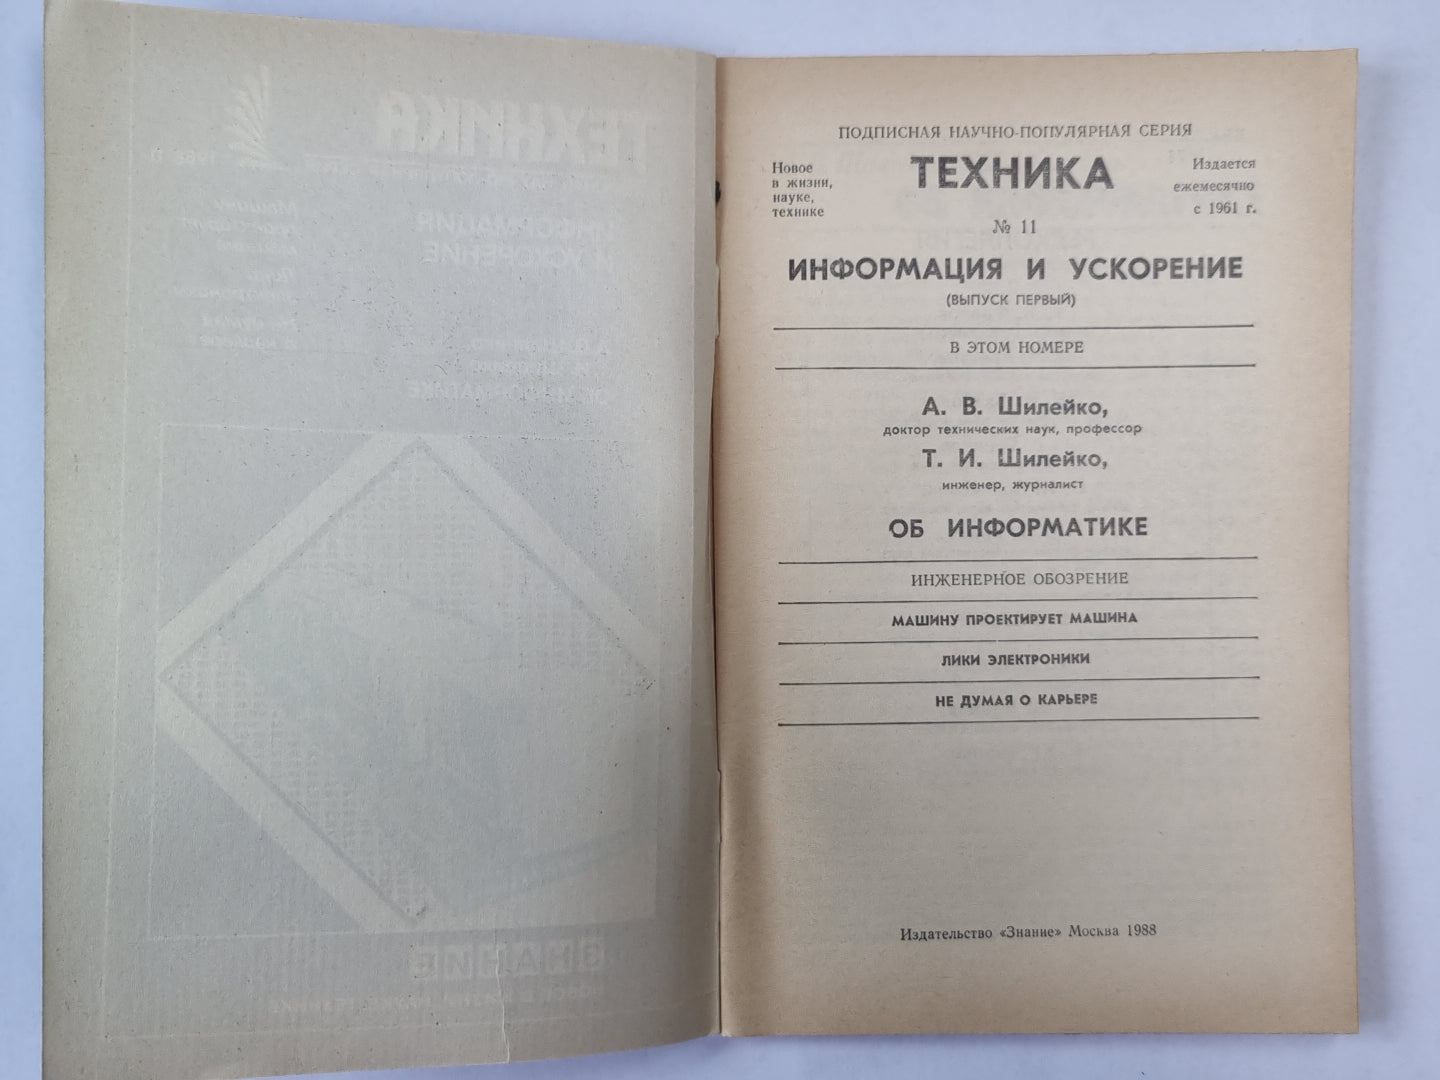 ПОДПИСНАЯ НАУЧНО-ПОПУЛЯРНАЯ СЕРИЯ
Новое
в жизни,
науке,
технике
ТЕХНИКА
Издается
ежемесячно
с 1961 г.
№ 11
ИНФОРМАЦИЯ И УСКОРЕНИЕ
(ВЫПУСК ПЕРВЫЙ)
В ЭТОМ НОМЕРЕ
А. В. Шилейко,
доктор технических наук, профессор
Т. И. Шилейко,
инженер, журналист
ОБ ИНФОРМАТИКЕ
ИНЖЕНЕРНОЕ ОБОЗРЕНИЕ
МАШИНУ ПРОЕКТИРУЕТ МАШИНА
ЛИКИ ЭЛЕКТРОНИКИ
НЕ ДУМАЯ О КАРЬЕРЕ
Издательство «Знание» Москва 1988